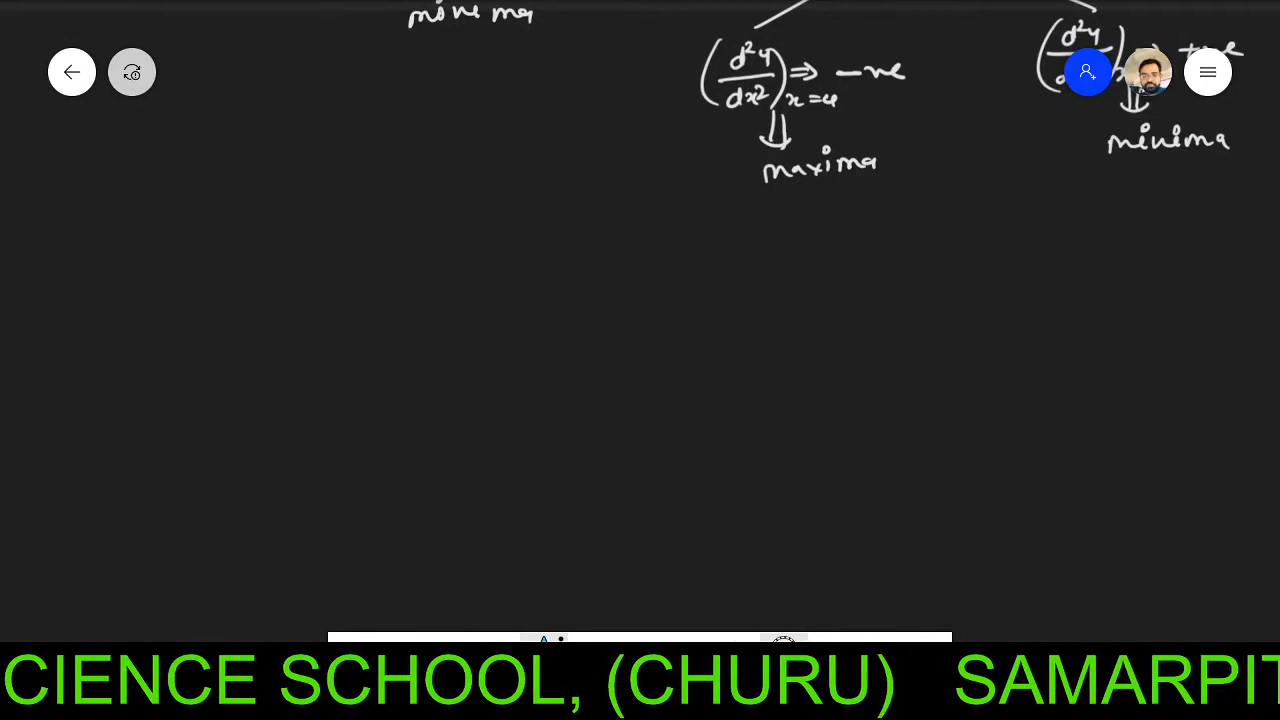 minima
(d²y/dx²)x=4 ⇒ -ve
maxima
d²y
minima
CIENCE SCHOOL, (CHURU) SAMARPIT